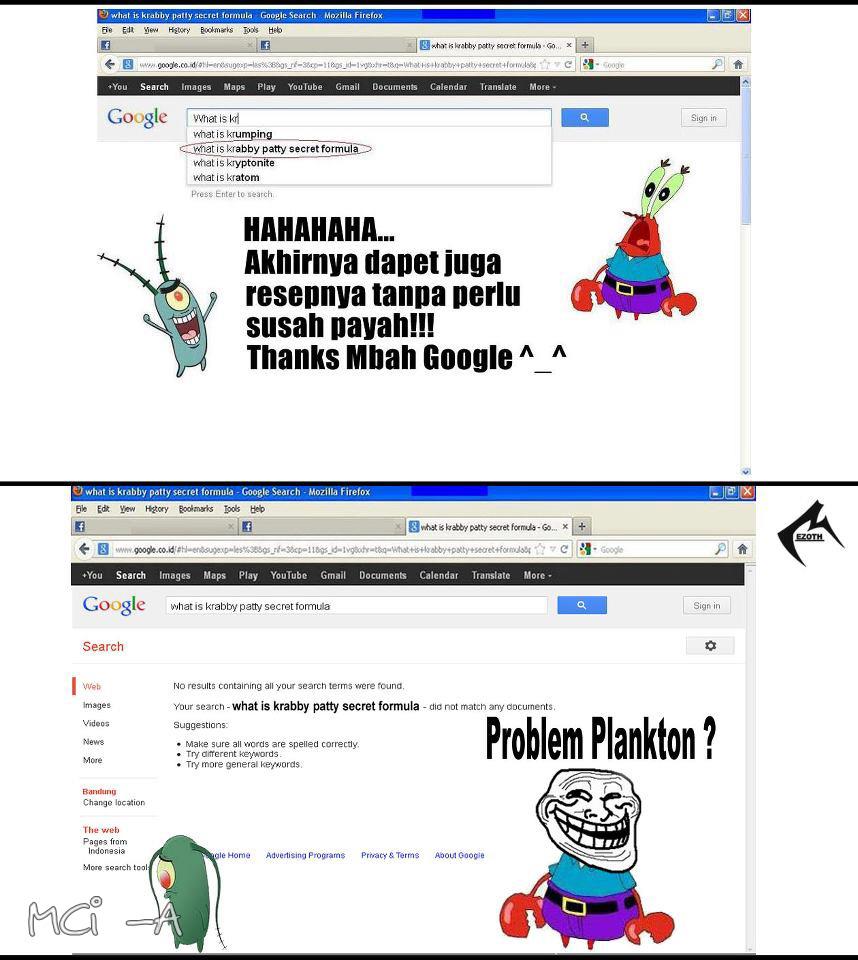 what is krabby patty secret formula - Google Search - Mozilla Firefox
File Edit View History Bookmarks Tools Help
what is krabby patty secret formula - Go...
www.google.co.id/#hl=en&sugexp=les%3B&gs_nf=3&cp=11&gs_id=1vg&xhr=t&q=What+is+krabby+patty+secret+formula&
Google
+You Search Images Maps Play YouTube Gmail Documents Calendar Translate More
Google
What is kr
Sign in
what is krumping
what is krabby patty secret formula
what is kryptonite
what is kratom
Press Enter to search.
HAHAHAHA...
Akhirnya dapet juga
resepnya tanpa perlu
susah payah!!!
Thanks Mbah Google ^_^
what is krabby patty secret formula - Google Search - Mozilla Firefox
File Edit View History Bookmarks Tools Help
what is krabby patty secret formula - Go...
www.google.co.id/#hl=en&sugexp=les%3B&gs_nf=3&cp=11&gs_id=1vg&xhr=t&q=What+is+krabby+patty+secret+formula&
Google
EZOTH
+You Search Images Maps Play YouTube Gmail Documents Calendar Translate More
Google
what is krabby patty secret formula
Sign in
Search
Web
Images
Videos
News
More
Bandung
Change location
The web
Pages from
Indonesia
More search tools
No results containing all your search terms were found.
Your search - what is krabby patty secret formula - did not match any documents.
Suggestions:
• Make sure all words are spelled correctly.
• Try different keywords.
• Try more general keywords.
Problem Plankton ?
Google Home Advertising Programs Privacy & Terms About Google
MCi -A